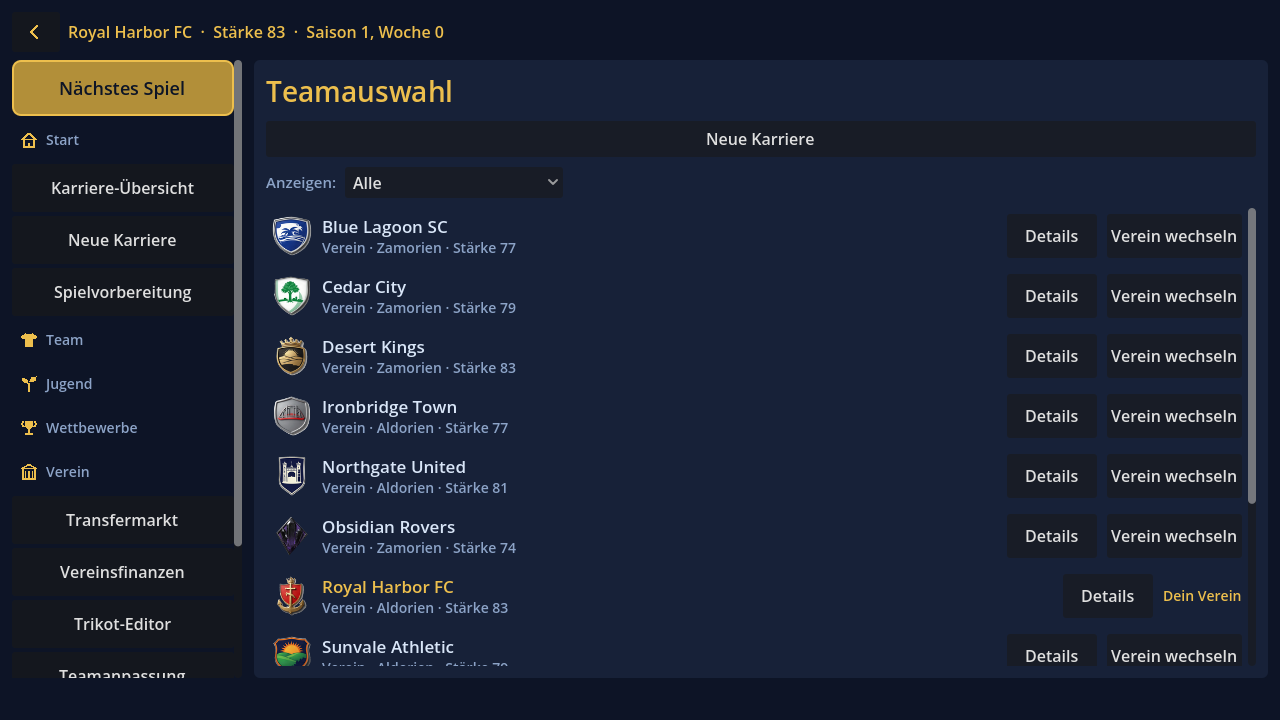 Royal Harbor FC · Stärke 83 · Saison 1, Woche 0
Nächstes Spiel
Start
Karriere-Übersicht
Neue Karriere
Spielvorbereitung
Team
Jugend
Wettbewerbe
Verein
Transfermarkt
Vereinsfinanzen
Trikot-Editor
Teamanpassung
Teamauswahl
Neue Karriere
Anzeigen: Alle
Blue Lagoon SC
Verein · Zamorien · Stärke 77
Details Verein wechseln
Cedar City
Verein · Zamorien · Stärke 79
Details Verein wechseln
Desert Kings
Verein · Zamorien · Stärke 83
Details Verein wechseln
Ironbridge Town
Verein · Aldorien · Stärke 77
Details Verein wechseln
Northgate United
Verein · Aldorien · Stärke 81
Details Verein wechseln
Obsidian Rovers
Verein · Zamorien · Stärke 74
Details Verein wechseln
Royal Harbor FC
Verein · Aldorien · Stärke 83
Details Dein Verein
Sunvale Athletic
Verein · Aldorien · Stärke
Details Verein wechseln